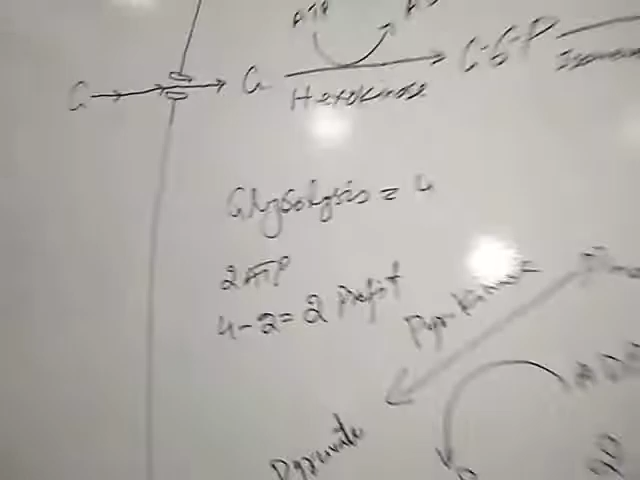 ATP
G G G-6-P
Hexokinase
Glycolysis = 4
2ATP
4-2=2 Profit
Pyr-Kinase
Pyruvate